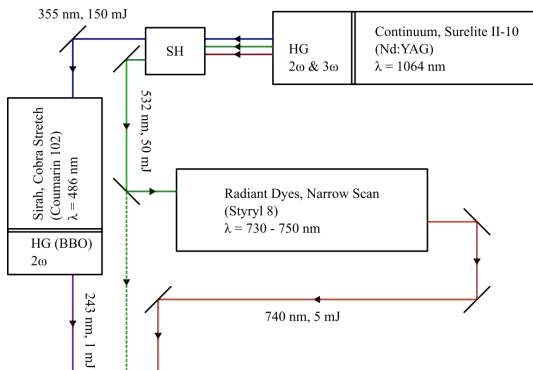 355 nm, 150 mJ
SH
HG
2ω & 3ω
Continuum, Surelite II-10
(Nd:YAG)
λ = 1064 nm
532 nm, 50 mJ
Sirah, Cobra Stretch
(Coumarin 102)
λ = 486 nm
HG (BBO)
2ω
Radiant Dyes, Narrow Scan
(Styryl 8)
λ = 730 - 750 nm
243 nm, 1 mJ
740 nm, 5 mJ